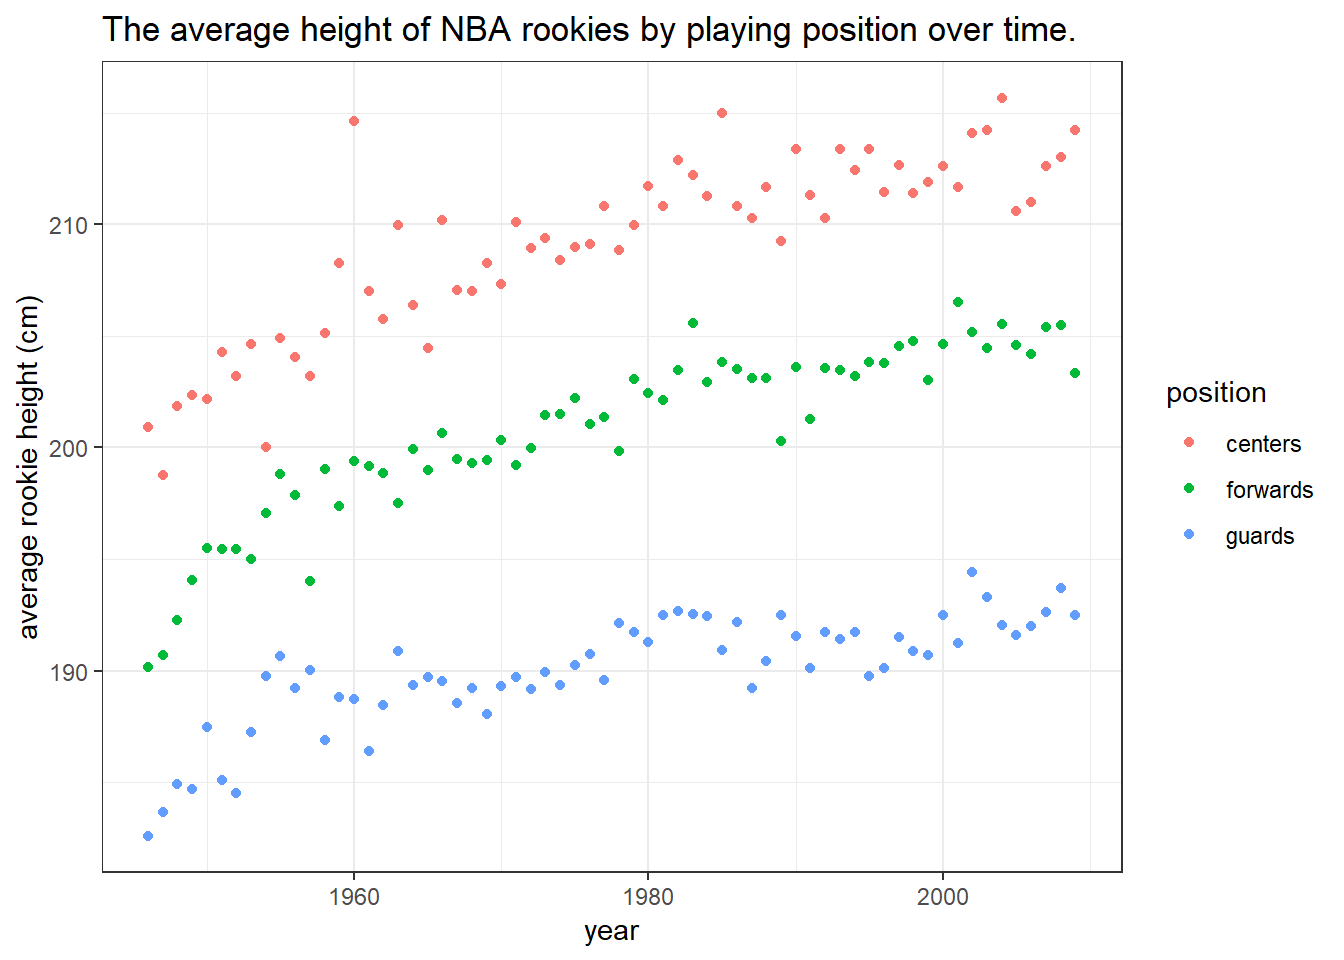 The average height of NBA rookies by playing position over time.
average rookie height (cm)
210
200
190
1960
1980
2000
year
position
centers
forwards
guards